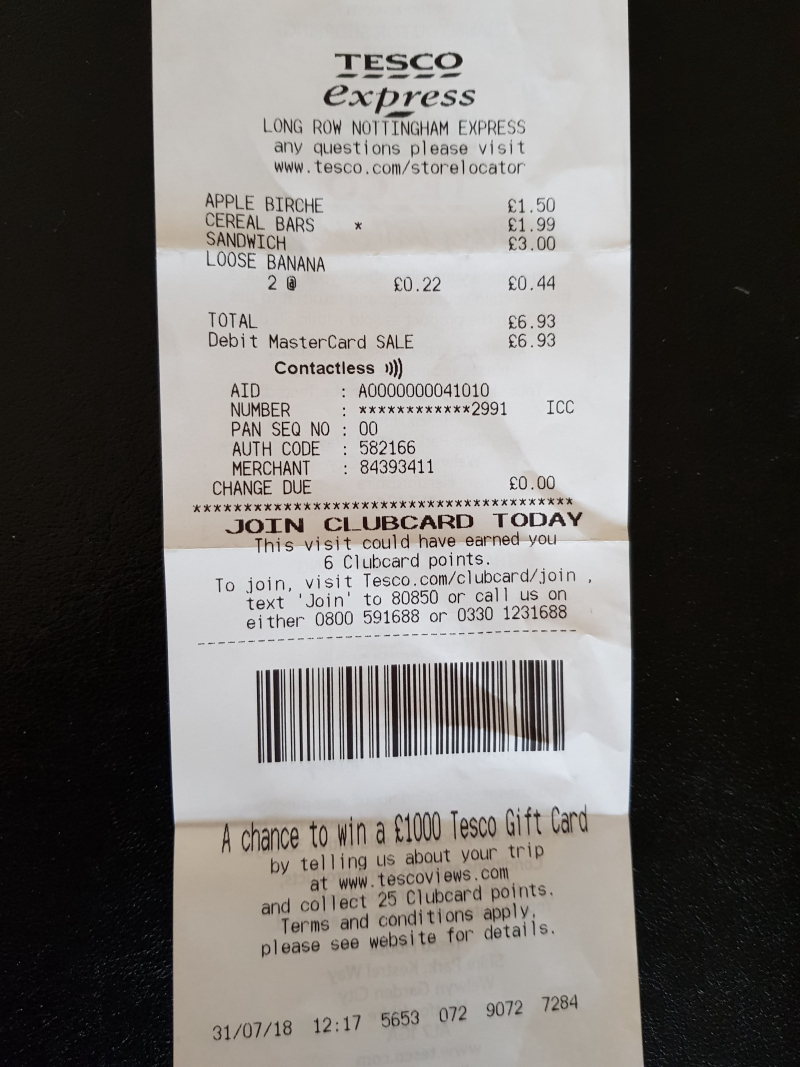 TESCO
express
LONG ROW NOTTINGHAM EXPRESS
any questions please visit
www.tesco.com/storelocator
APPLE BIRCHE £1.50
CEREAL BARS * £1.99
SANDWICH £3.00
LOOSE BANANA
2 @ £0.22 £0.44
TOTAL £6.93
Debit MasterCard SALE £6.93
Contactless
AID : A0000000041010
NUMBER : ************2991 ICC
PAN SEQ NO : 00
AUTH CODE : 582166
MERCHANT : 84393411
CHANGE DUE £0.00
*****************************************
JOIN CLUBCARD TODAY
This visit could have earned you
6 Clubcard points.
To join, visit Tesco.com/clubcard/join ,
text 'Join' to 80850 or call us on
either 0800 591688 or 0330 1231688
----------------------------------------
A chance to win a £1000 Tesco Gift Card
by telling us about your trip
at www.tescoviews.com
and collect 25 Clubcard points.
Terms and conditions apply,
please see website for details.
31/07/18 12:17 5653 072 9072 7284